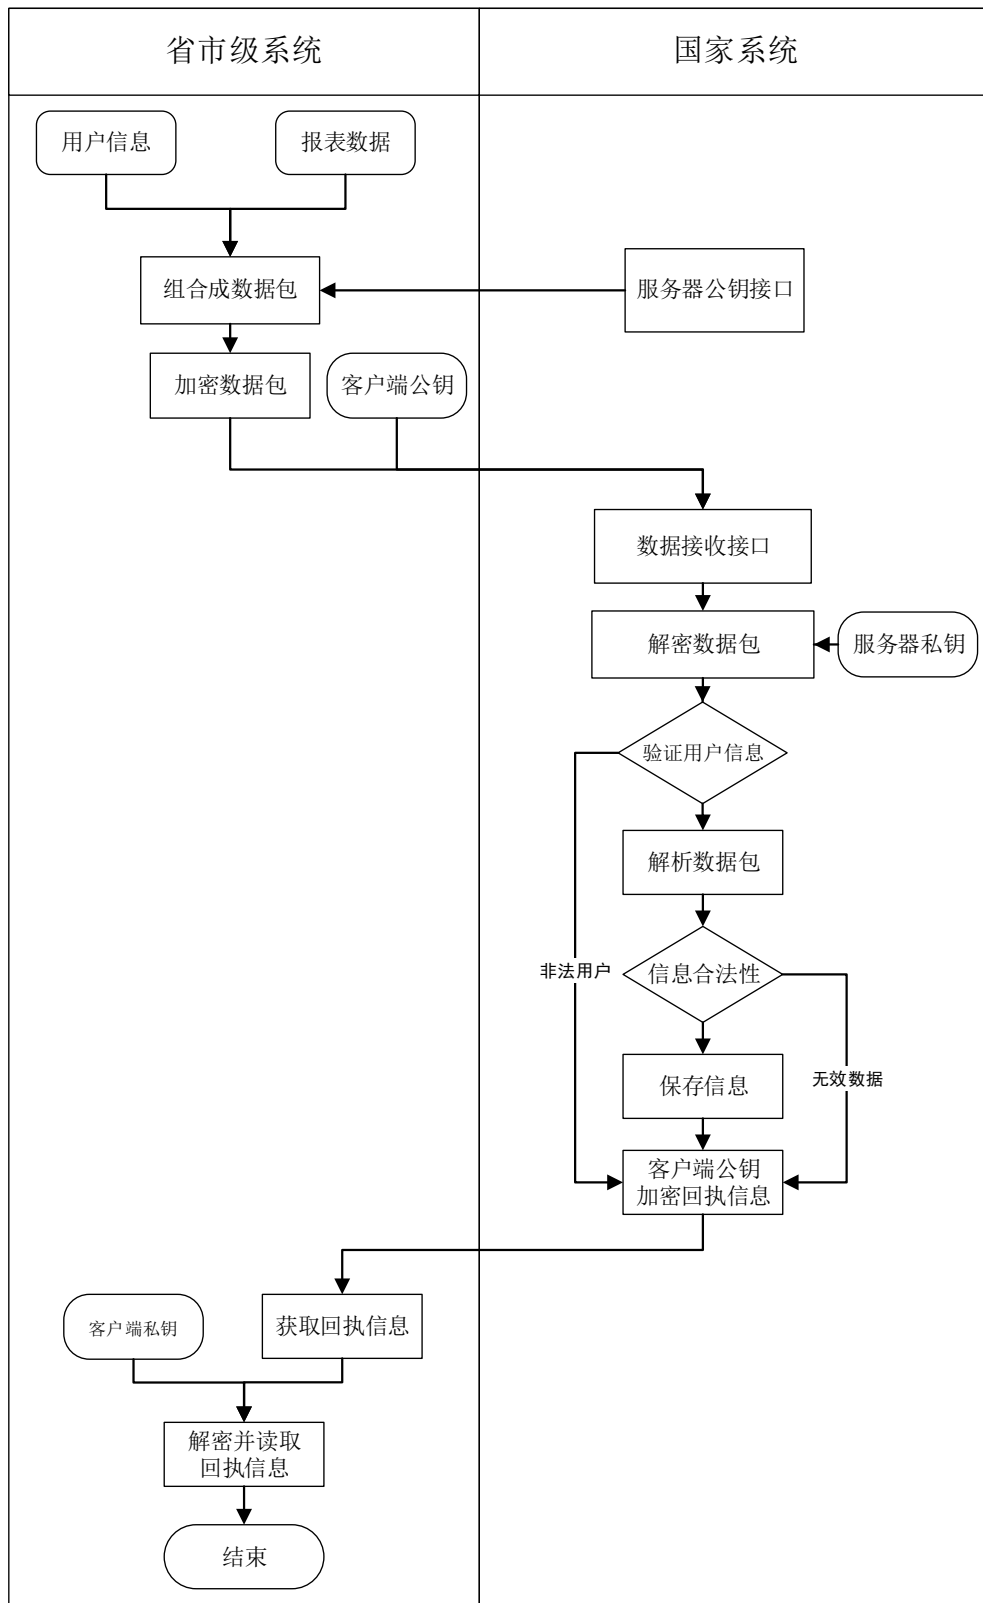 省市级系统
国家系统
用户信息
报表数据
组合成数据包
服务器公钥接口
加密数据包
客户端公钥
数据接收接口
解密数据包
服务器私钥
验证用户信息
解析数据包
非法用户
信息合法性
保存信息
无效数据
客户端公钥
加密回执信息
客户端私钥
获取回执信息
解密并读取
回执信息
结束